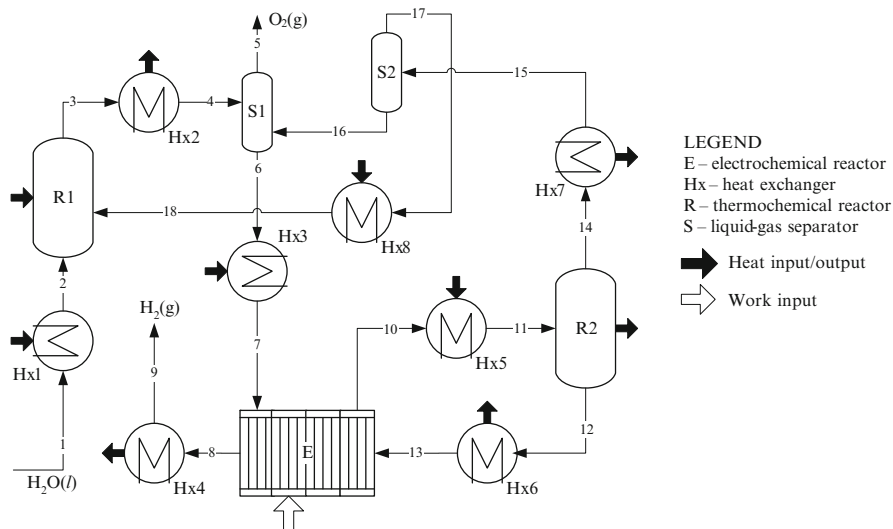 O₂(g)
17
5
S2
15
3
4
S1
Hx2
16
6
R1
Hx7
18
Hx8
14
Hx3
2
H₂(g)
10
11
R2
7
Hx5
Hx1
9
12
E
8
13
1
Hx4
Hx6
H₂O(l)
LEGEND
E – electrochemical reactor
Hx – heat exchanger
R – thermochemical reactor
S – liquid-gas separator
Heat input/output
Work input